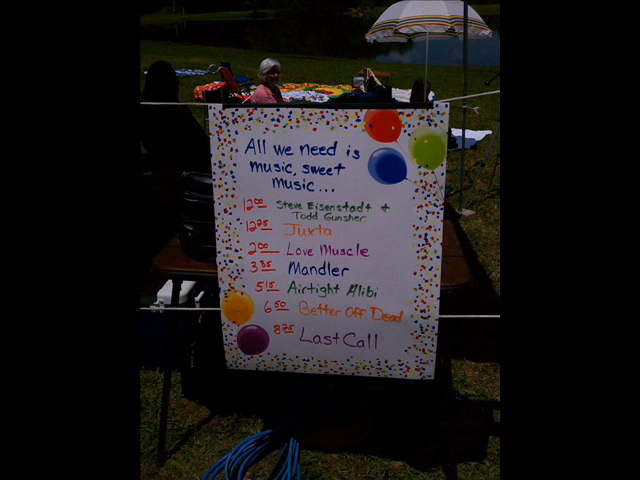 All we need is
music, sweet
music...
12:00 Steve Eisenstadt +
Todd Gunsher
12:25 Juxta
2:00 Love Muscle
3:35 Mandler
5:15 Airtight Alibi
6:50 Better Off Dead
8:25 Last Call